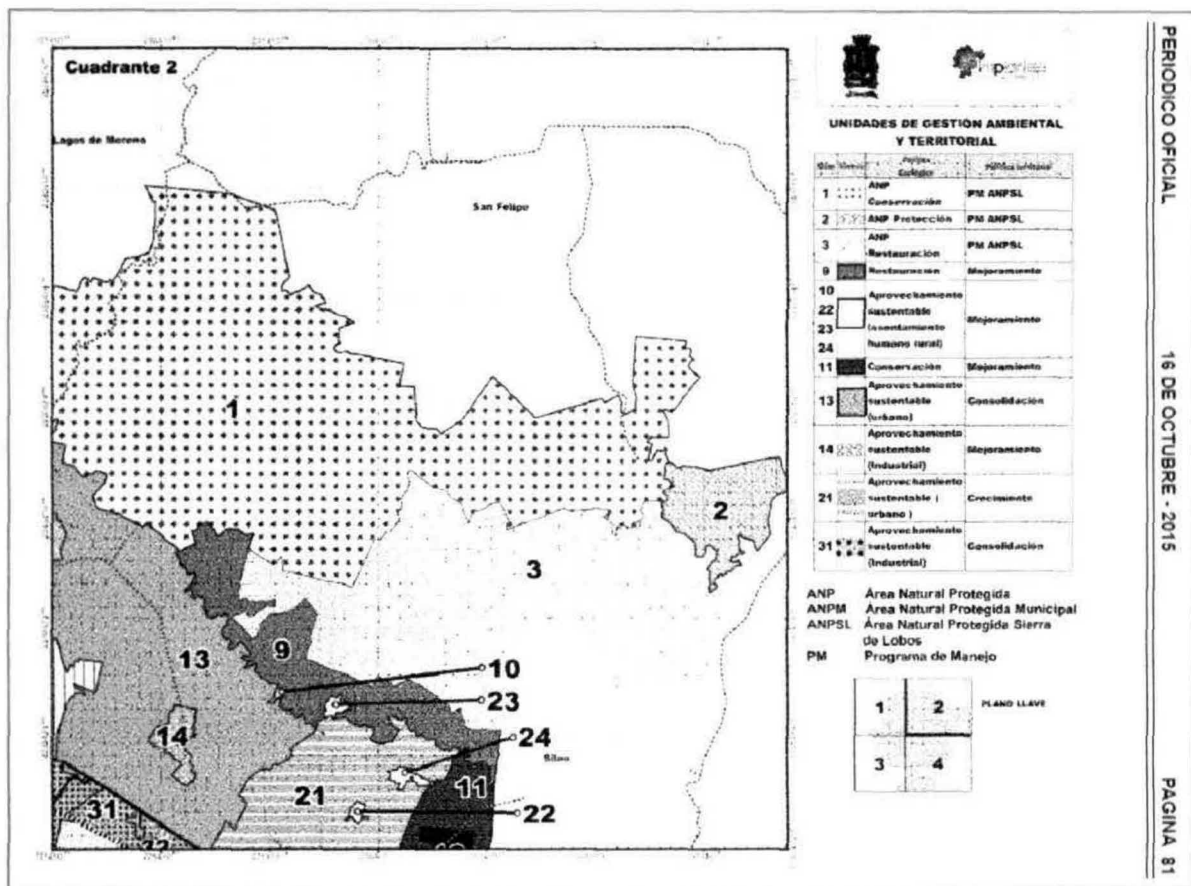 PERIODICO OFICIAL
16 DE OCTUBRE - 2015
PAGINA 81
Cuadrante 2
Lagos de Moreno
San Felipe
1
2
3
9
10
13
23
24
14
Silao
11
21
22
31
UNIDADES DE GESTIÓN AMBIENTAL
Y TERRITORIAL
Política
Ecológica
1 ANP
Conservación PM ANPSL
2 ANP Protección PM ANPSL
3 ANP
Restauración PM ANPSL
9 Restauración Mejoramiento
10
22
23
24
Aprovechamiento
sustentable
(asentamiento
humano rural)
Mejoramiento
11 Conservación Mejoramiento
13 Aprovechamiento
sustentable
(urbano)
Consolidación
14 Aprovechamiento
sustentable
(Industrial)
Mejoramiento
21 Aprovechamiento
sustentable (
urbano )
Crecimiento
31 Aprovechamiento
sustentable
(Industrial)
Consolidación
ANP Área Natural Protegida
ANPM Área Natural Protegida Municipal
ANPSL Área Natural Protegida Sierra
de Lobos
PM Programa de Manejo
1 2
3 4
PLANO LLAVE